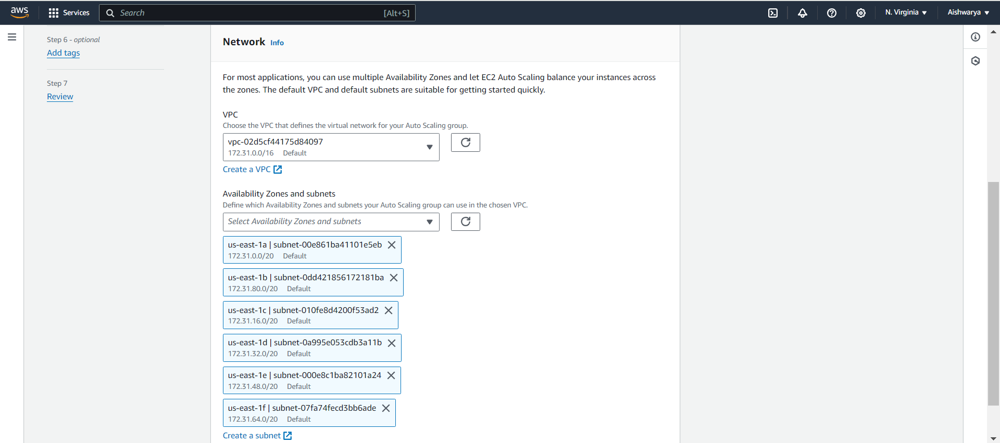 aws
Services
Search
[Alt+S]
N. Virginia
Aishwarya
Step 6 - optional
Add tags
Step 7
Review
Network Info
For most applications, you can use multiple Availability Zones and let EC2 Auto Scaling balance your instances across
the zones. The default VPC and default subnets are suitable for getting started quickly.
VPC
Choose the VPC that defines the virtual network for your Auto Scaling group.
vpc-02d5cf44175d84097
172.31.0.0/16 Default
Create a VPC
Availability Zones and subnets
Define which Availability Zones and subnets your Auto Scaling group can use in the chosen VPC.
Select Availability Zones and subnets
us-east-1a | subnet-00e861ba41101e5eb
172.31.0.0/20 Default
us-east-1b | subnet-0dd421856172181ba
172.31.80.0/20 Default
us-east-1c | subnet-010fe8d4200f53ad2
172.31.16.0/20 Default
us-east-1d | subnet-0a995e053cdb3a11b
172.31.32.0/20 Default
us-east-1e | subnet-000e8c1ba82101a24
172.31.48.0/20 Default
us-east-1f | subnet-07fa74fecd3bb6ade
172.31.64.0/20 Default
Create a subnet